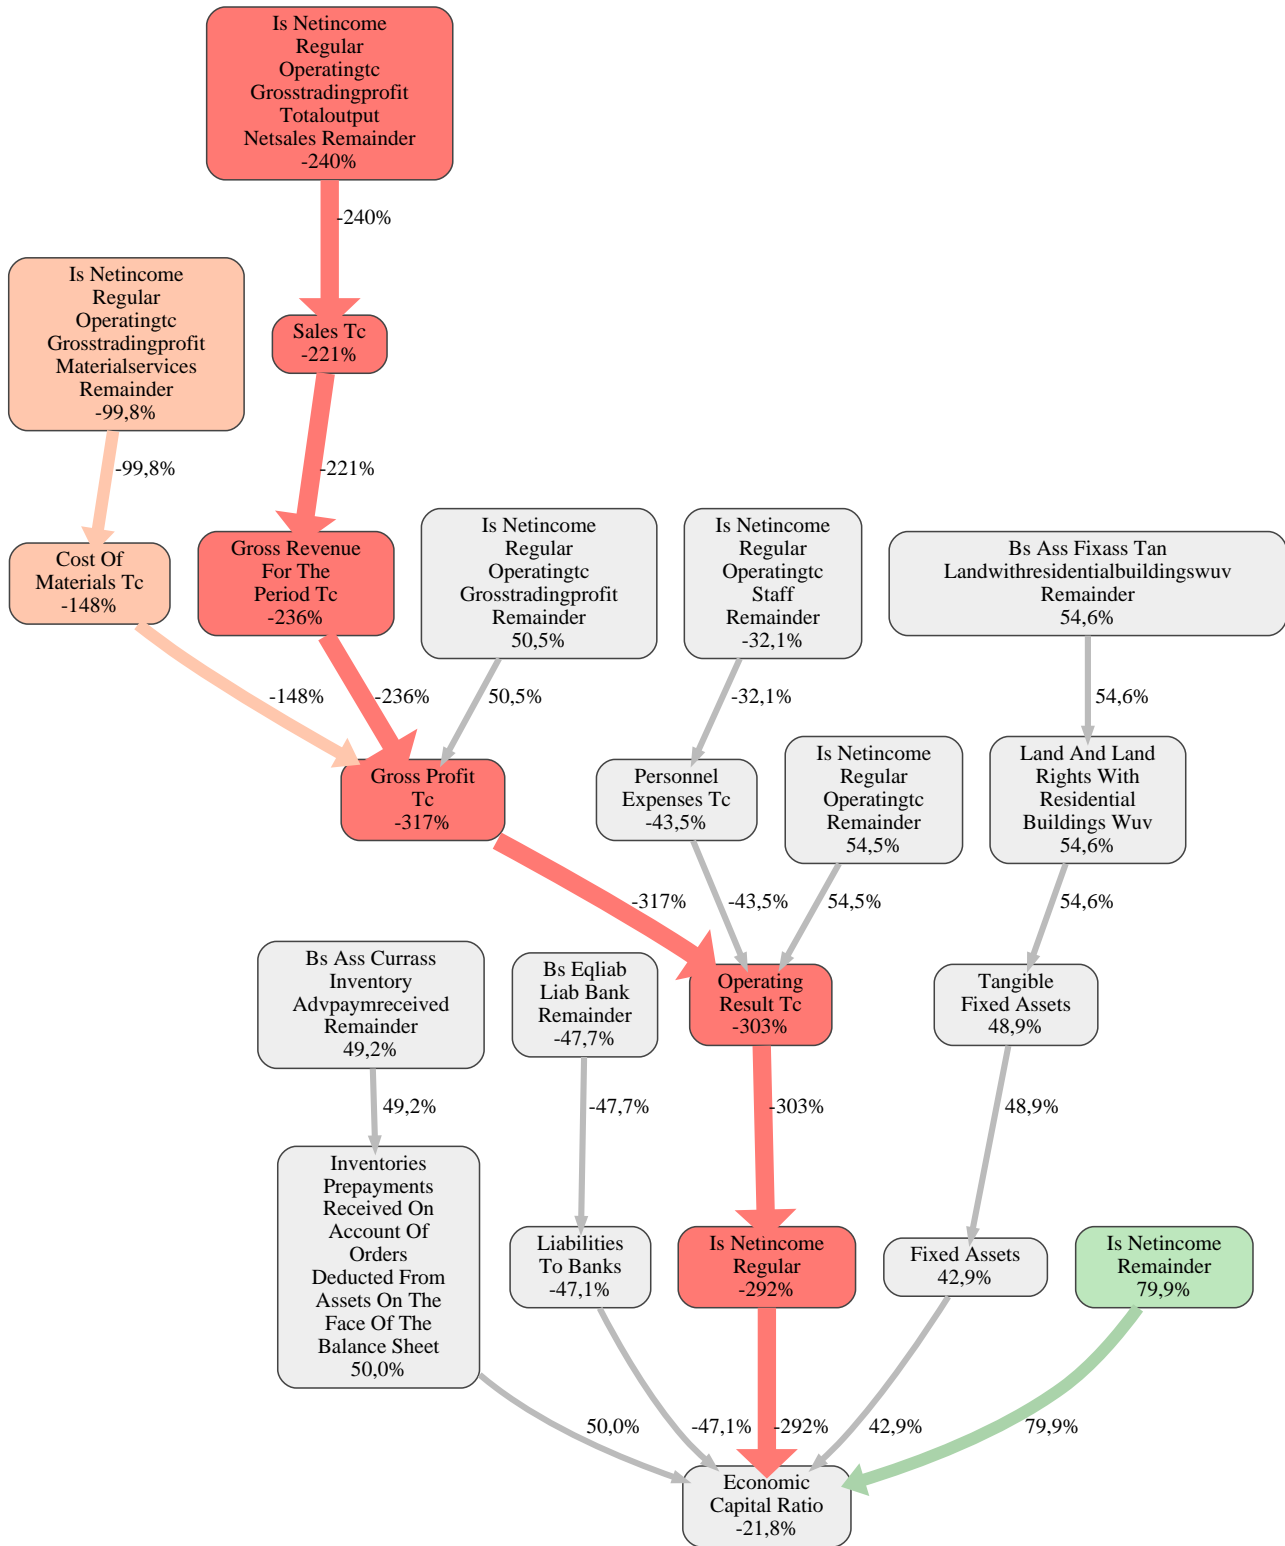 Is Netincome
Regular
Operatingtc
Grosstradingprofit
Totaloutput
Netsales Remainder
-240%
-240%
Is Netincome
Regular
Operatingtc
Grosstradingprofit
Materialservices
Remainder
-99,8%
Sales Tc
-221%
-99,8%
-221%
Cost Of
Materials Tc
-148%
Gross Revenue
For The
Period Tc
-236%
Is Netincome
Regular
Operatingtc
Grosstradingprofit
Remainder
50,5%
Is Netincome
Regular
Operatingtc
Staff
Remainder
-32,1%
Bs Ass Fixass Tan
Landwithresidentialbuildingswuv
Remainder
54,6%
-148%
-236%
50,5%
-32,1%
54,6%
Gross Profit
Tc
-317%
Personnel
Expenses Tc
-43,5%
Is Netincome
Regular
Operatingtc
Remainder
54,5%
Land And Land
Rights With
Residential
Buildings Wuv
54,6%
-317%
-43,5%
54,5%
54,6%
Bs Ass Currass
Inventory
Advpaymreceived
Remainder
49,2%
Bs Eqliab
Liab Bank
Remainder
-47,7%
Operating
Result Tc
-303%
Tangible
Fixed Assets
48,9%
49,2%
-47,7%
-303%
48,9%
Inventories
Prepayments
Received On
Account Of
Orders
Deducted From
Assets On The
Face Of The
Balance Sheet
50,0%
Liabilities
To Banks
-47,1%
Is Netincome
Regular
-292%
Fixed Assets
42,9%
Is Netincome
Remainder
79,9%
50,0%
-47,1%
-292%
42,9%
79,9%
Economic
Capital Ratio
-21,8%